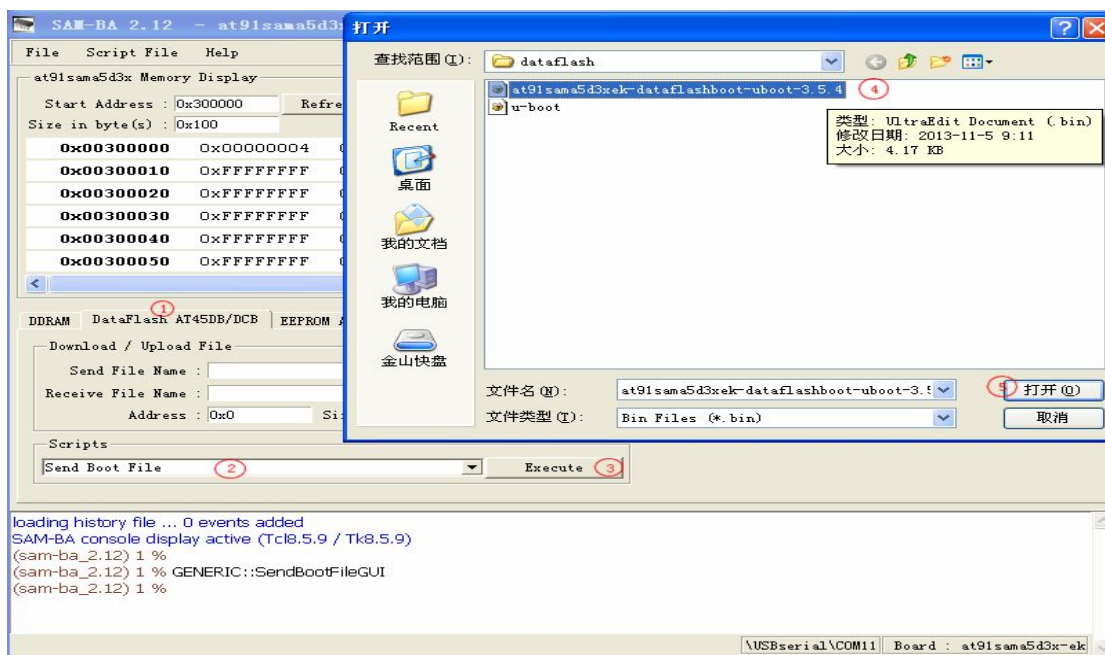 SAM-BA 2.12 - at91sama5d3
File Script File Help
at91sama5d3x Memory Display
Start Address : 0x300000 Refre
Size in byte(s) : 0x100
0x00300000 0x00000004
0x00300010 0xFFFFFFFF
0x00300020 0xFFFFFFFF
0x00300030 0xFFFFFFFF
0x00300040 0xFFFFFFFF
0x00300050 0xFFFFFFFF
①
DDRAM DataFlash AT45DB/DCB EEPROM A
Download / Upload File
Send File Name :
Receive File Name :
Address : 0x0 Si
Scripts
Send Boot File ② Execute ③
打开
查找范围(I): dataflash
at91sama5d3xek-dataflashboot-uboot-3.5.4 ④
u-boot
类型: UltraEdit Document (.bin)
修改日期: 2013-11-5 9:11
大小: 4.17 KB
Recent
桌面
我的文档
我的电脑
金山快盘
文件名(N): at91sama5d3xek-dataflashboot-uboot-3.5 ⑤ 打开(O)
文件类型(T): Bin Files (*.bin) 取消
loading history file ... 0 events added
SAM-BA console display active (Tcl8.5.9 / Tk8.5.9)
(sam-ba_2.12) 1 %
(sam-ba_2.12) 1 % GENERIC::SendBootFileGUI
(sam-ba_2.12) 1 %
\USBserial\COM11 Board : at91sama5d3x-ek